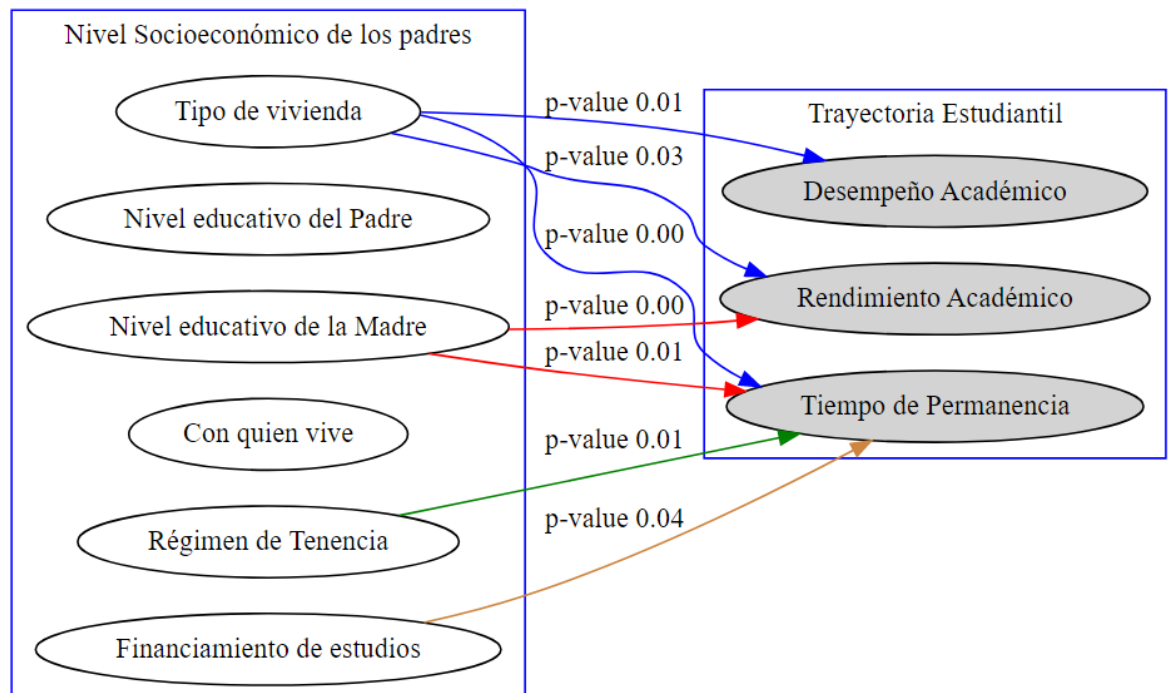 Nivel Socioeconómico de los padres
Tipo de vivienda
Nivel educativo del Padre
Nivel educativo de la Madre
Con quien vive
Régimen de Tenencia
Financiamiento de estudios
p-value 0.01
p-value 0.03
p-value 0.00
p-value 0.00
p-value 0.01
p-value 0.01
p-value 0.04
Trayectoria Estudiantil
Desempeño Académico
Rendimiento Académico
Tiempo de Permanencia